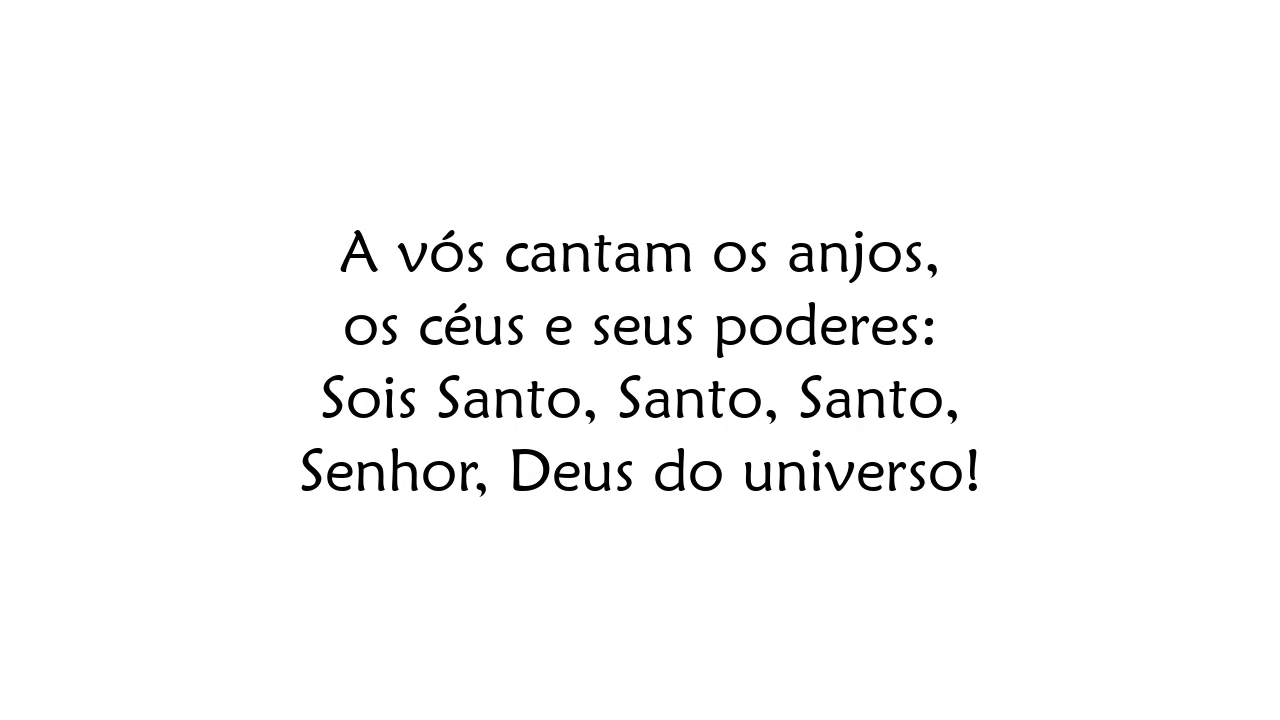 A vós cantam os anjos,
os céus e seus poderes:
Sois Santo, Santo, Santo,
Senhor, Deus do universo!